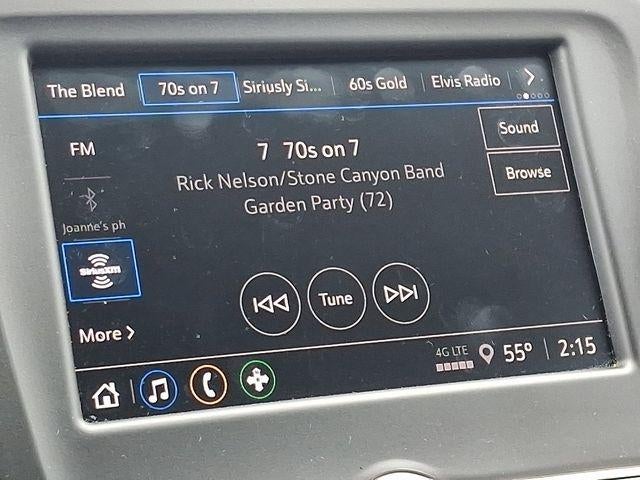 The Blend
70s on 7
Siriusly Si...
60s Gold
Elvis Radio
FM
7 70s on 7
Sound
Rick Nelson/Stone Canyon Band
Browse
Joanne's ph
Garden Party (72)
SiriusXM
Tune
More
4G LTE
55°
2:15